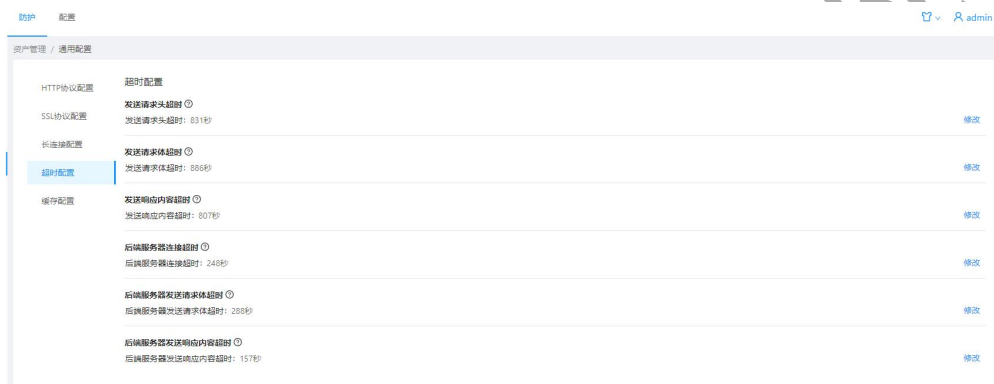 防护 配置 admin
资产管理 / 通用配置
HTTP协议配置
SSL协议配置
长连接配置
超时配置
缓存配置
超时配置
发送请求头超时
发送请求头超时：831秒 修改
发送请求体超时
发送请求体超时：886秒 修改
发送响应内容超时
发送响应内容超时：807秒 修改
后端服务器连接超时
后端服务器连接超时：248秒 修改
后端服务器发送请求体超时
后端服务器发送请求体超时：288秒 修改
后端服务器发送响应内容超时
后端服务器发送响应内容超时：157秒 修改